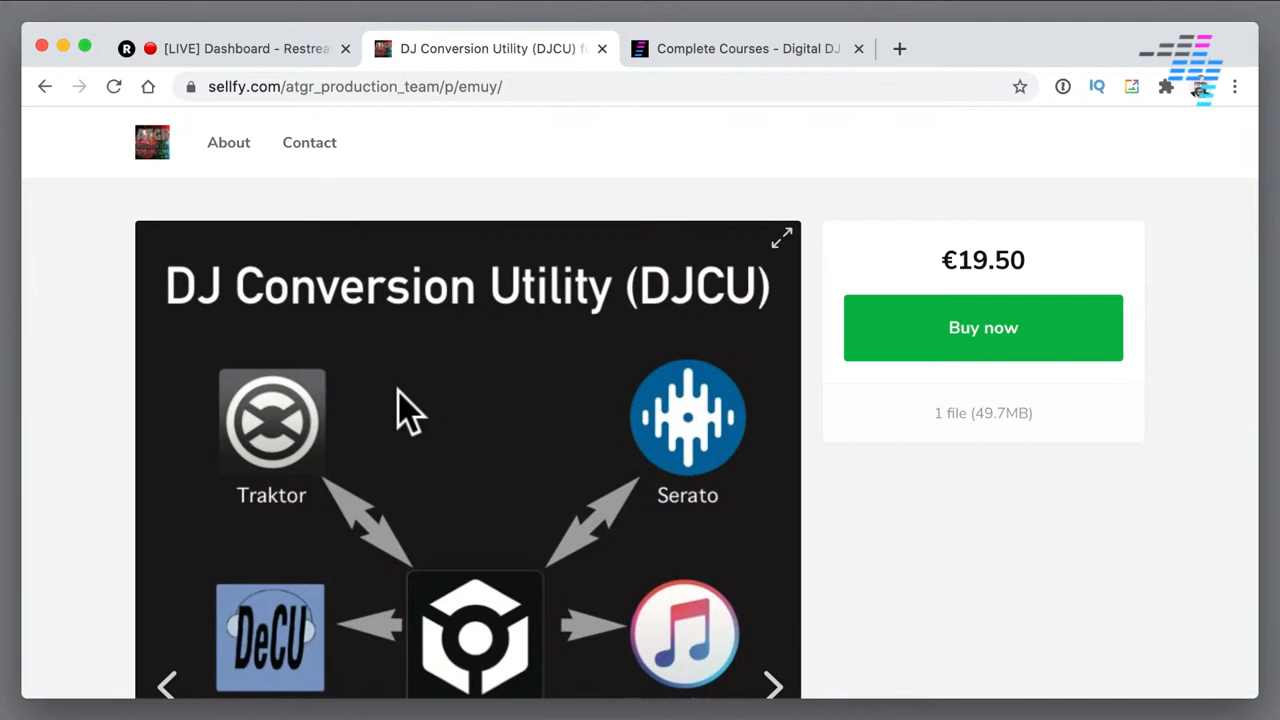 [LIVE] Dashboard - Restrea
DJ Conversion Utility (DJCU) f
Complete Courses - Digital DJ
sellfy.com/atgr_production_team/p/emuy/
IQ
About
Contact
DJ Conversion Utility (DJCU)
€19.50
Buy now
1 file (49.7MB)
Traktor
Serato
DeCU